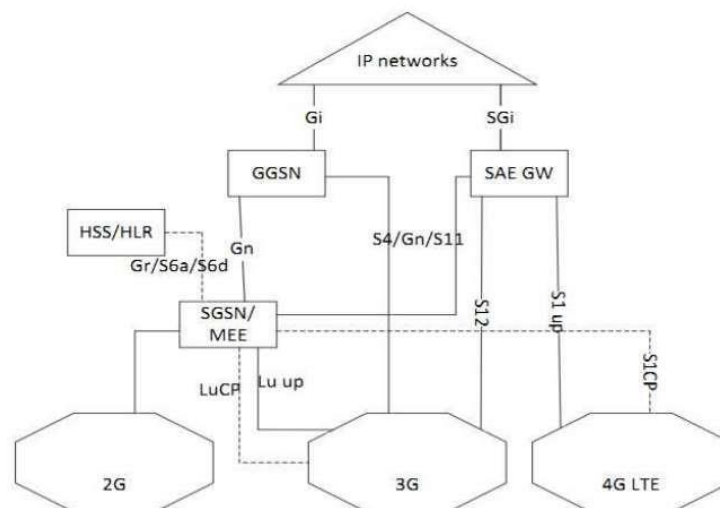 IP networks
Gi
SGi
GGSN
SAE GW
HSS/HLR
Gn
S4/Gn/S11
Gr/S6a/S6d
SGSN/
MEE
S12
S1 up
LuCP
Lu up
S1CP
2G
3G
4G LTE